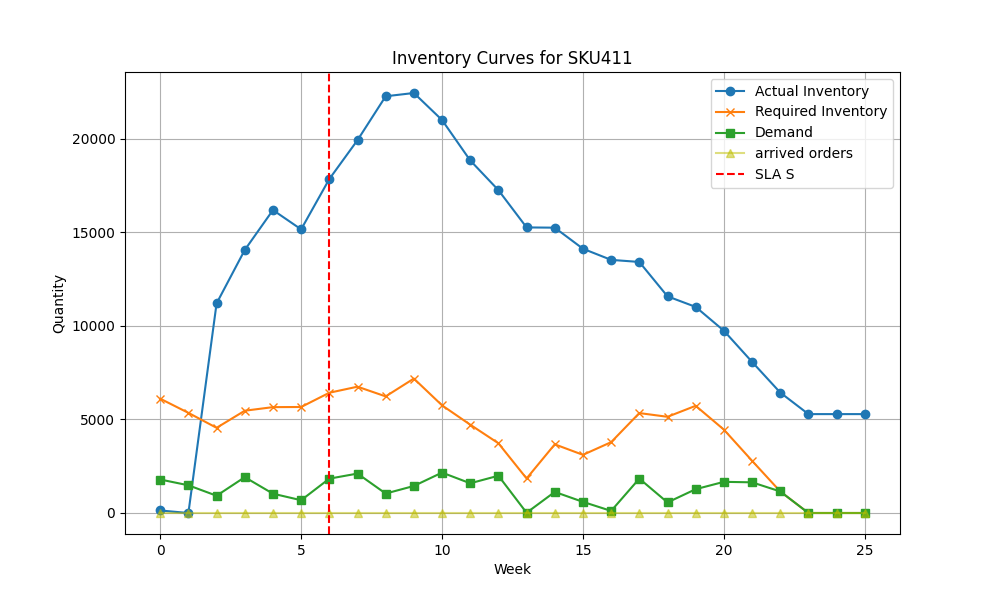 Inventory Curves for SKU411
Actual Inventory
Required Inventory
Demand
arrived orders
SLA S
Quantity
20000
15000
10000
5000
0
0 5 10 15 20 25
Week